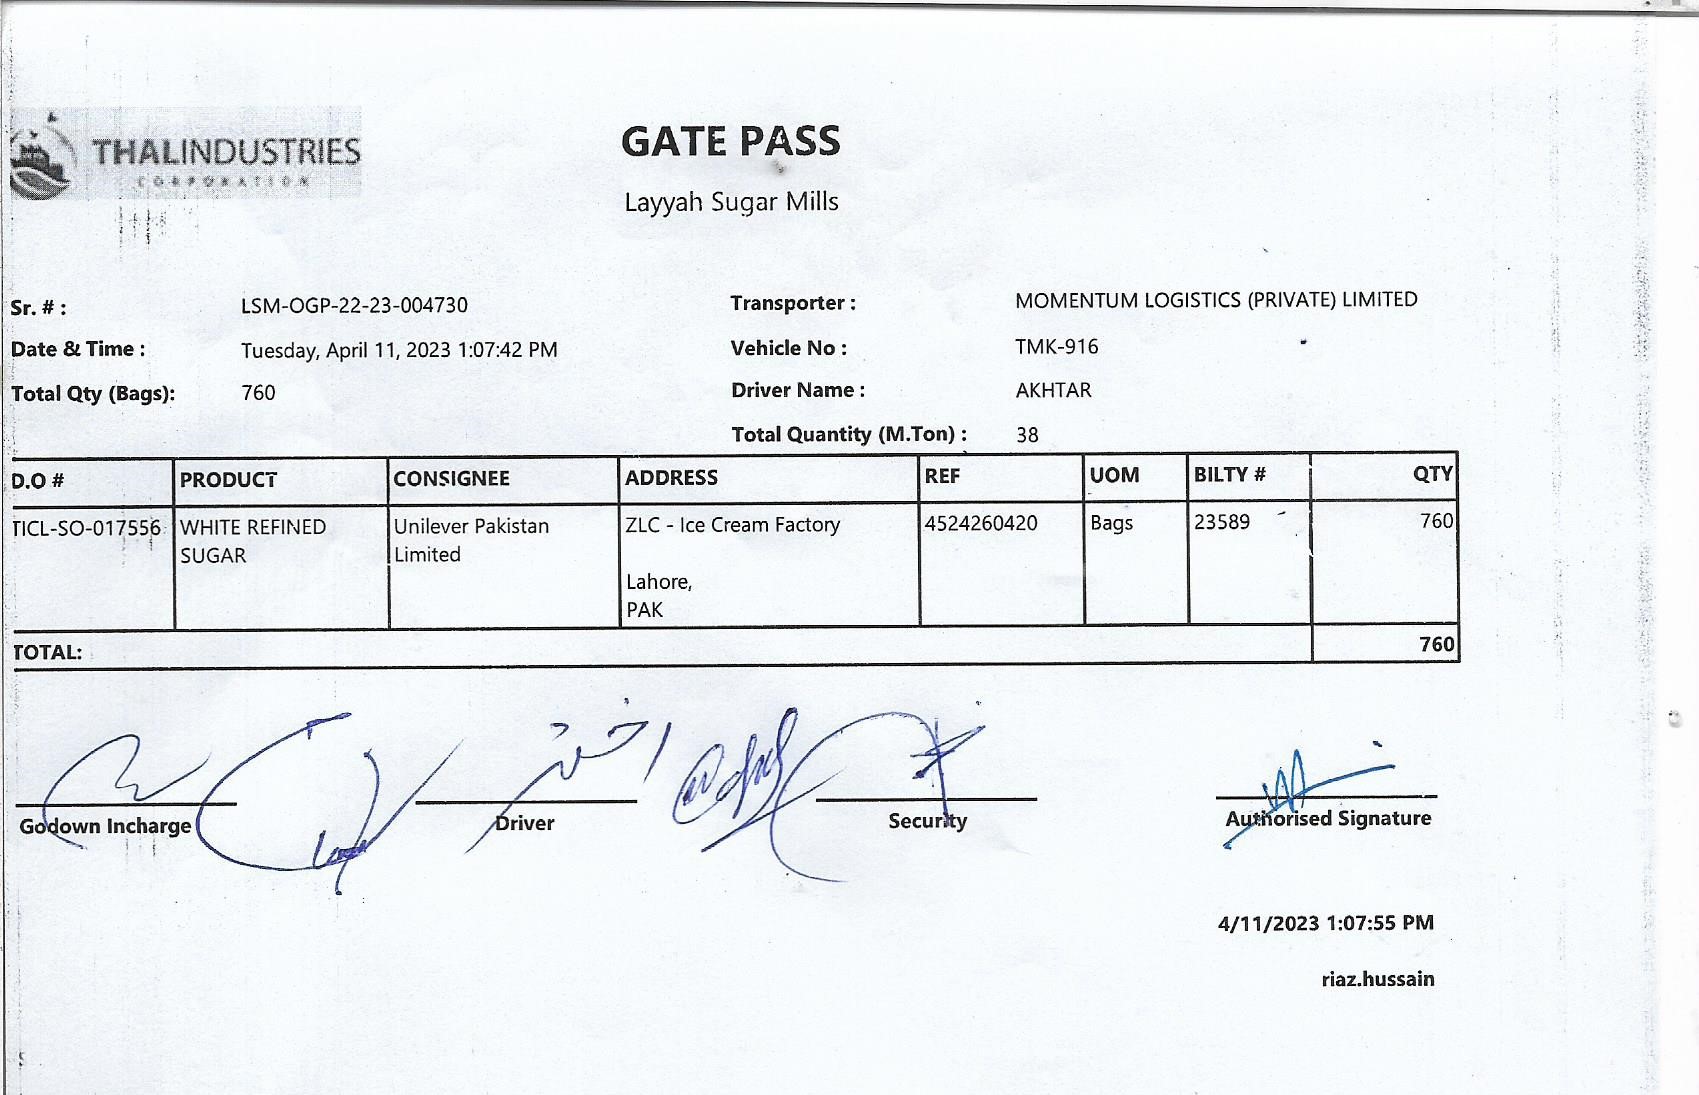 THALINDUSTRIES
CORPORATION
GATE PASS
Layyah Sugar Mills
Sr. # : LSM-OGP-22-23-004730 Transporter : MOMENTUM LOGISTICS (PRIVATE) LIMITED
Date & Time : Tuesday, April 11, 2023 1:07:42 PM Vehicle No : TMK-916
Total Qty (Bags): 760 Driver Name : AKHTAR
Total Quantity (M.Ton) : 38
D.O # PRODUCT CONSIGNEE ADDRESS REF UOM BILTY # QTY
TICL-SO-017556 WHITE REFINED Unilever Pakistan ZLC - Ice Cream Factory 4524260420 Bags 23589 760
SUGAR Limited
Lahore,
PAK
TOTAL: 760
اختر
Godown Incharge Driver Security Authorised Signature
4/11/2023 1:07:55 PM
riaz.hussain